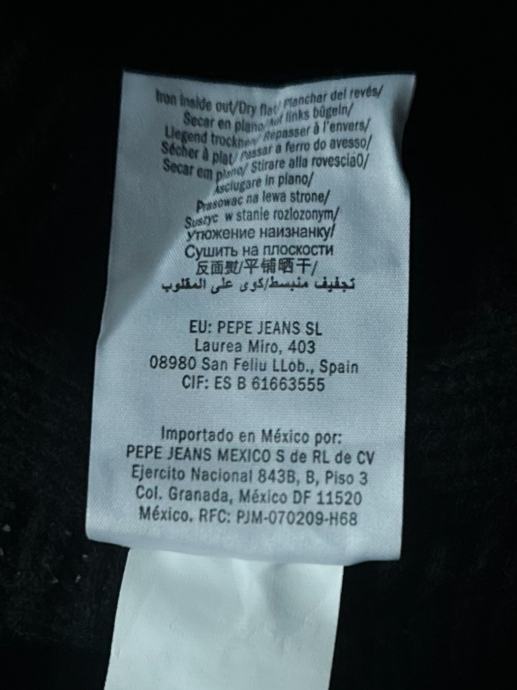 Iron inside out/Dry flat/Planchar del revés/
Secar en plano/Auf links bügeln/
Liegend trocknen/Repasser à l'envers/
Sécher à plat/Passar a ferro do avesso/
Secar em plano/Stirare alla rovescia0/
Asciugare in piano/
Prasowac na lewa strone/
Suszyc w stanie rozlozonym/
Утюжение наизнанку/
Сушить на плоскости
反面熨/平铺晒干/
تجفيف منبسط/كوى على المقلوب
EU: PEPE JEANS SL
Laurea Miro, 403
08980 San Feliu LLob., Spain
CIF: ES B 61663555
Importado en México por:
PEPE JEANS MEXICO S de RL de CV
Ejercito Nacional 843B, B, Piso 3
Col. Granada, México DF 11520
México. RFC: PJM-070209-H68